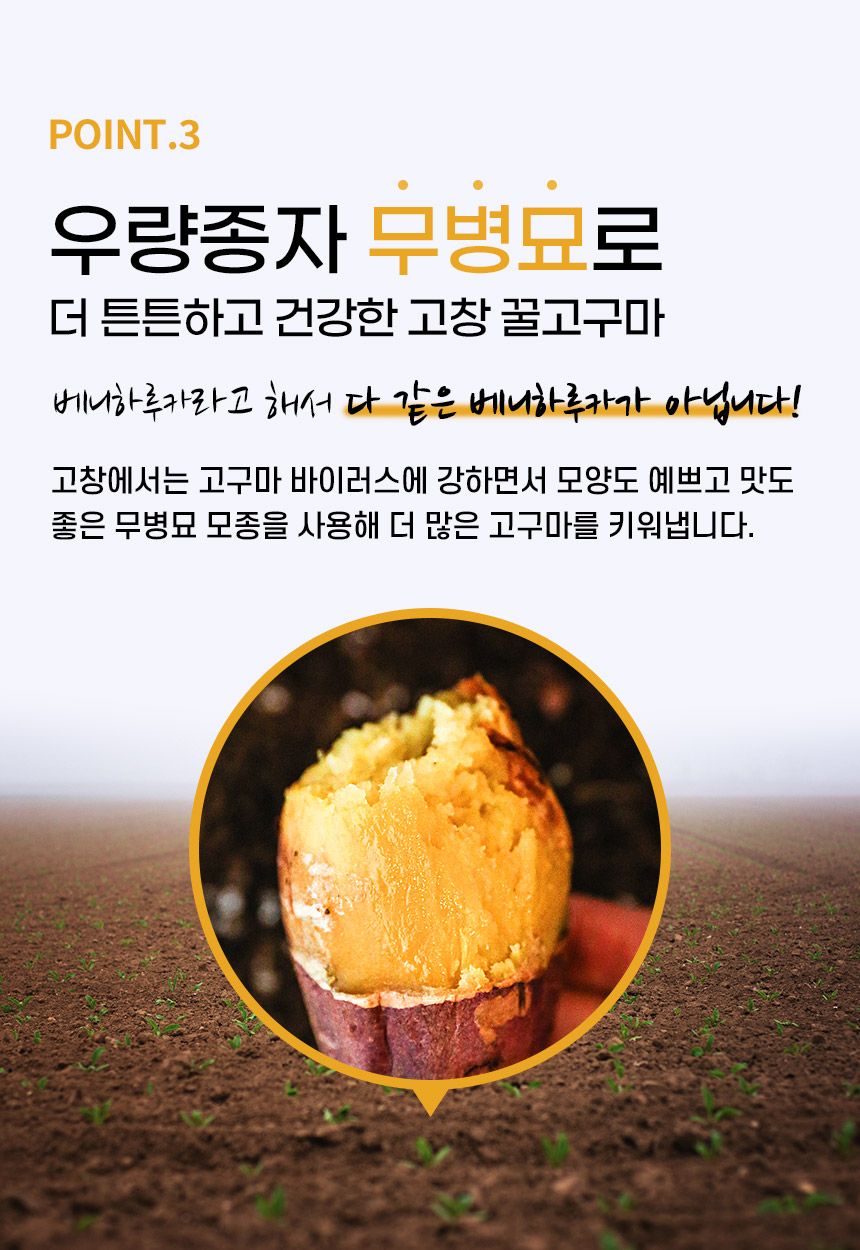 POINT.3
우량종자 무병묘로
더 튼튼하고 건강한 고창 꿀고구마
베니하루카라고 해서 다 같은 베니하루카가 아닙니다!
고창에서는 고구마 바이러스에 강하면서 모양도 예쁘고 맛도
좋은 무병묘 모종을 사용해 더 많은 고구마를 키워냅니다.